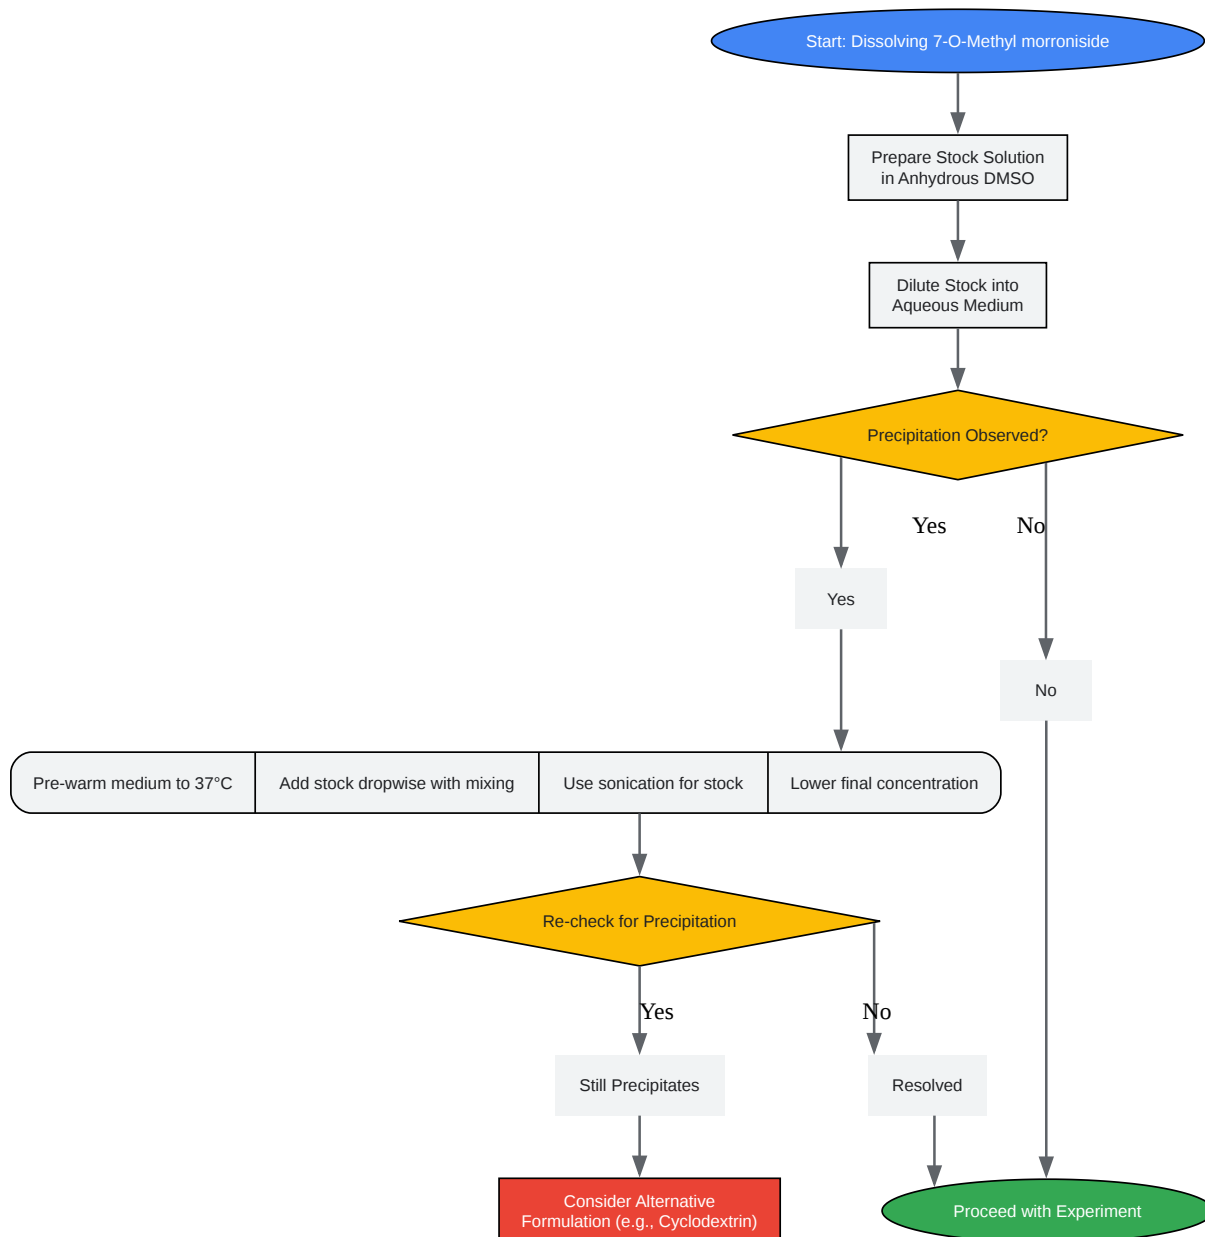 Start: Dissolving 7-O-Methyl morroniside
Prepare Stock Solution
in Anhydrous DMSO
Dilute Stock into
Aqueous Medium
Precipitation Observed?
Yes
No
Yes
No
Pre-warm medium to 37°C
Add stock dropwise with mixing
Use sonication for stock
Lower final concentration
Re-check for Precipitation
Yes
No
Still Precipitates
Resolved
Consider Alternative
Formulation (e.g., Cyclodextrin)
Proceed with Experiment